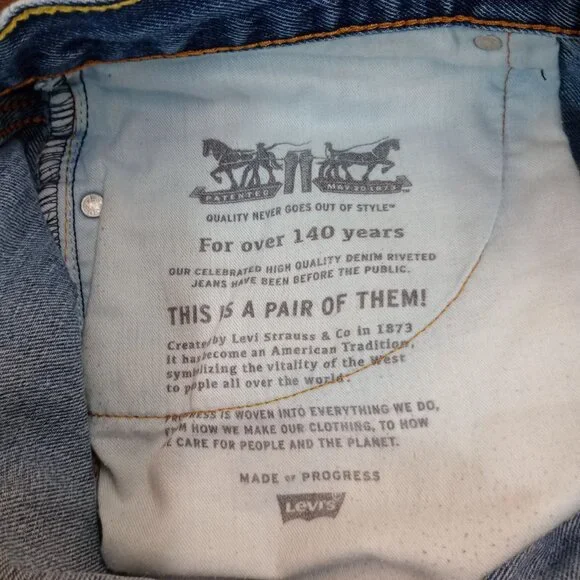 PATENTED MAY 20 1873
QUALITY NEVER GOES OUT OF STYLE™
For over 140 years
OUR CELEBRATED HIGH QUALITY DENIM RIVETED
JEANS HAVE BEEN BEFORE THE PUBLIC.
THIS IS A PAIR OF THEM!
Created by Levi Strauss & Co in 1873
it has become an American Tradition,
symbolizing the vitality of the West
to people all over the world.
PROGRESS IS WOVEN INTO EVERYTHING WE DO,
HOW WE MAKE OUR CLOTHING, TO HOW
CARE FOR PEOPLE AND THE PLANET.
MADE OF PROGRESS
Levi's